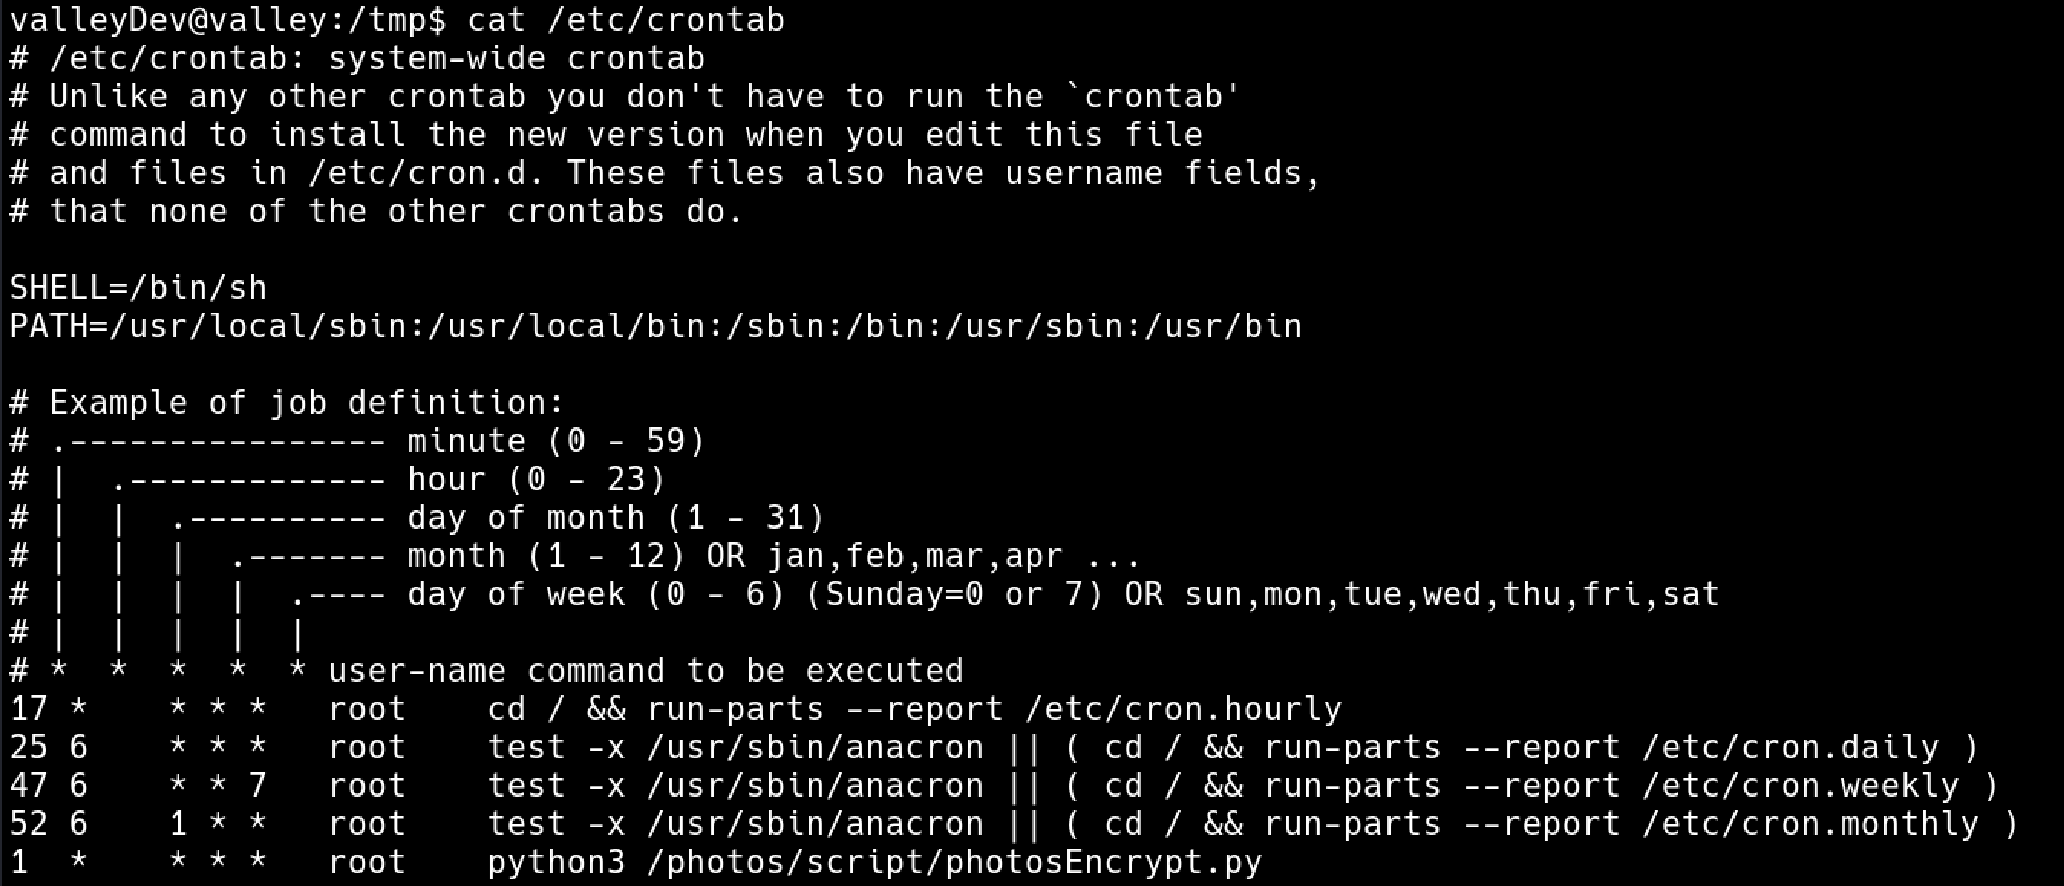 valleyDev@valley:/tmp$ cat /etc/crontab
# /etc/crontab: system-wide crontab
# Unlike any other crontab you don't have to run the `crontab'
# command to install the new version when you edit this file
# and files in /etc/cron.d. These files also have username fields,
# that none of the other crontabs do.

SHELL=/bin/sh
PATH=/usr/local/sbin:/usr/local/bin:/sbin:/bin:/usr/sbin:/usr/bin

# Example of job definition:
# .---------------- minute (0 - 59)
# |  .------------- hour (0 - 23)
# |  |  .---------- day of month (1 - 31)
# |  |  |  .------- month (1 - 12) OR jan,feb,mar,apr ...
# |  |  |  |  .---- day of week (0 - 6) (Sunday=0 or 7) OR sun,mon,tue,wed,thu,fri,sat
# |  |  |  |  |
# *  *  *  *  * user-name command to be executed
17 *    * * *   root    cd / && run-parts --report /etc/cron.hourly
25 6    * * *   root    test -x /usr/sbin/anacron || ( cd / && run-parts --report /etc/cron.daily )
47 6    * * 7   root    test -x /usr/sbin/anacron || ( cd / && run-parts --report /etc/cron.weekly )
52 6    1 * *   root    test -x /usr/sbin/anacron || ( cd / && run-parts --report /etc/cron.monthly )
1  *    * * *   root    python3 /photos/script/photosEncrypt.py